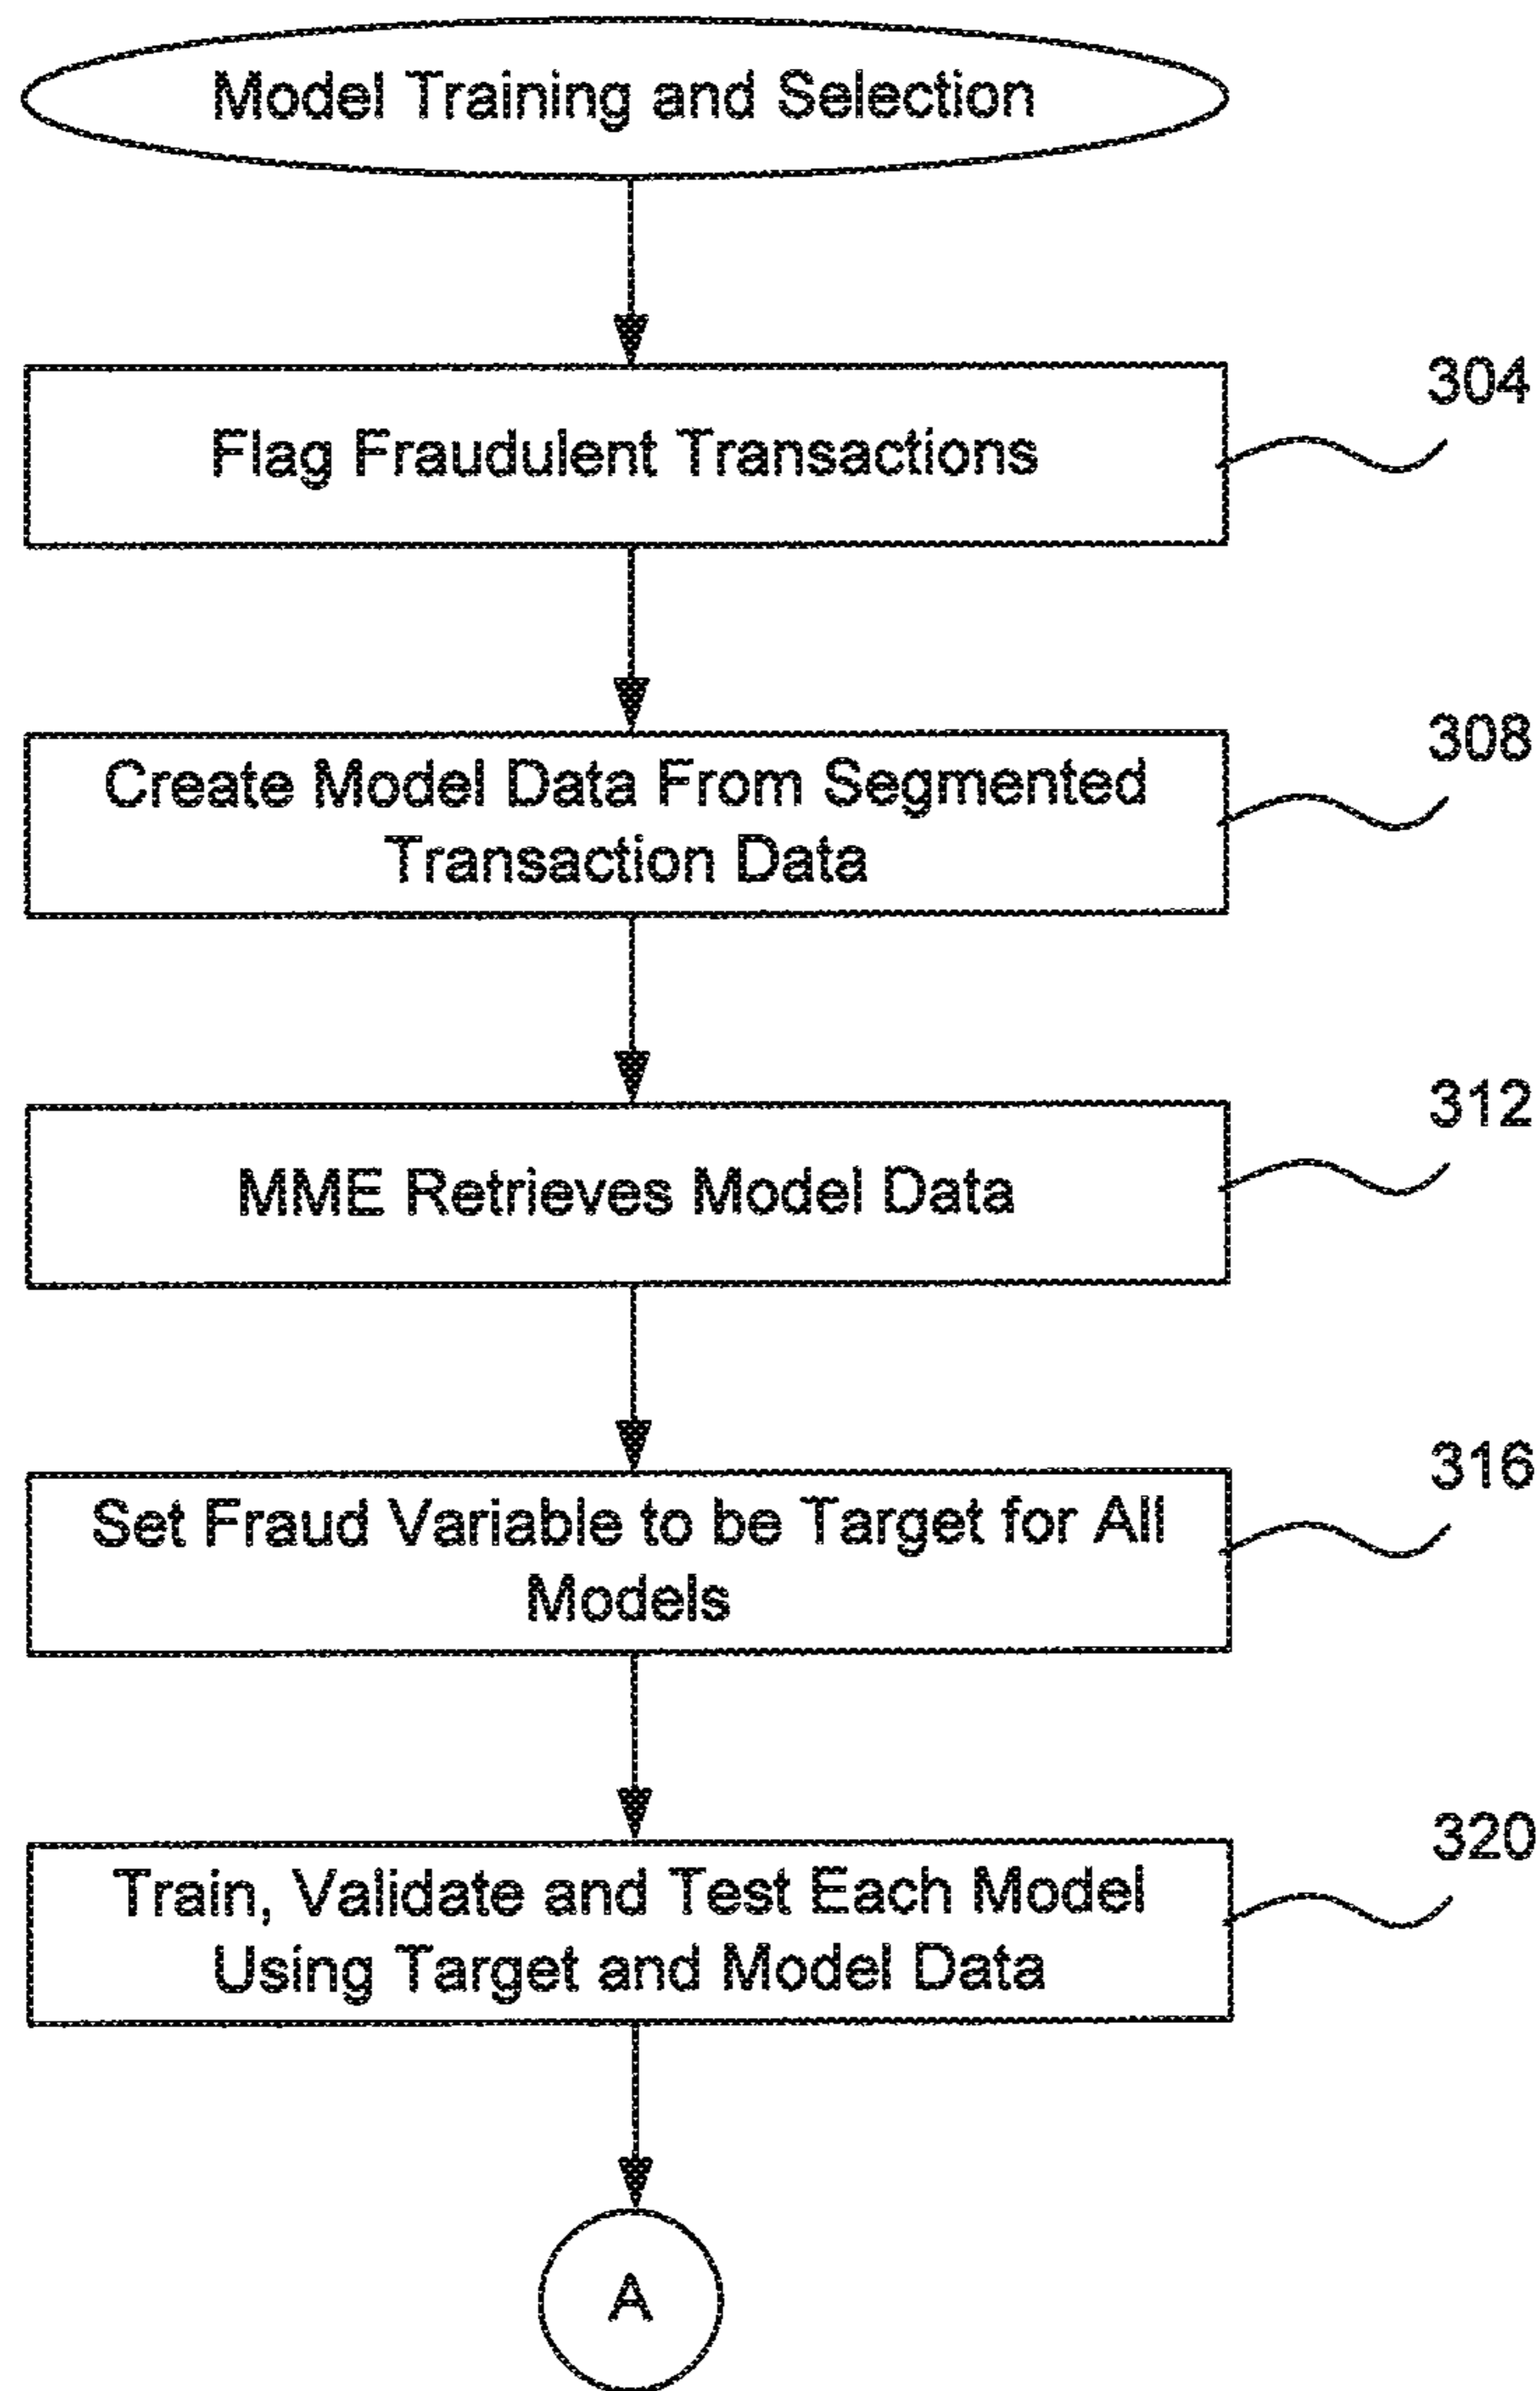 Model Training and Selection
304
Flag Fraudulent Transactions
308
Create Model Data From Segmented
Transaction Data
312
MME Retrieves Model Data
316
Set Fraud Variable to be Target for All
Models
320
Train, Validate and Test Each Model
Using Target and Model Data
A